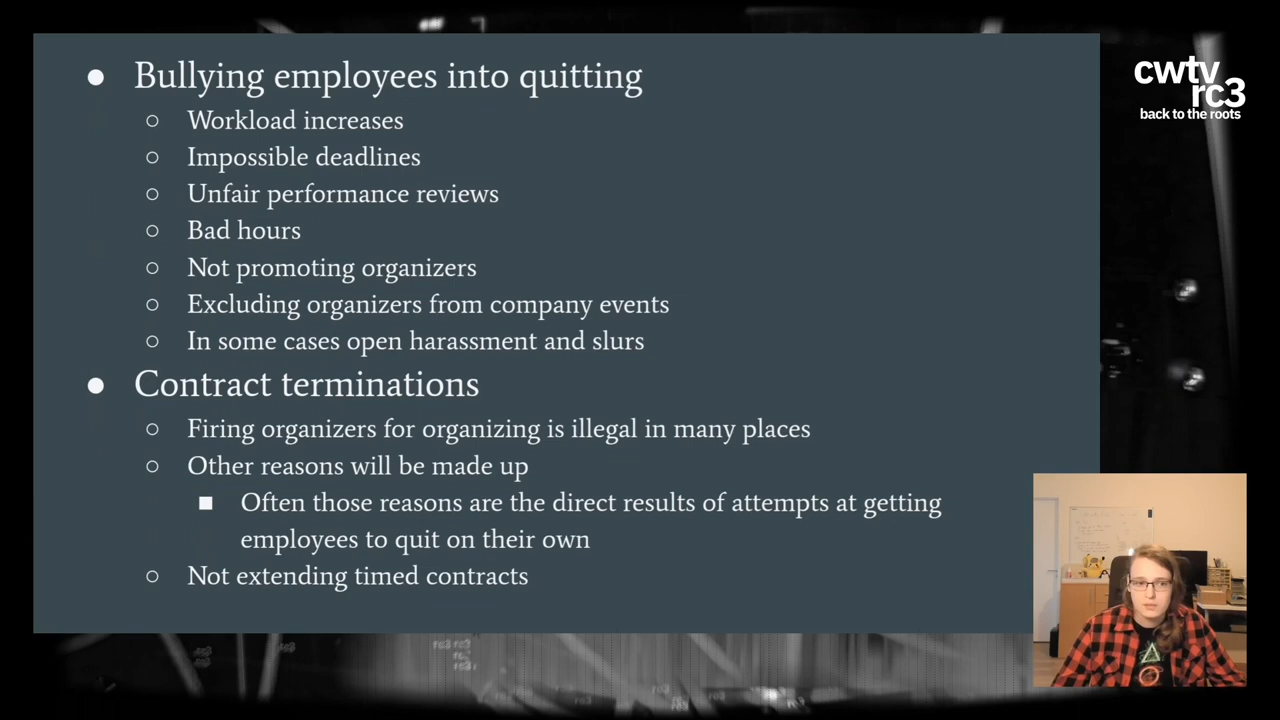 Bullying employees into quitting
Workload increases
Impossible deadlines
Unfair performance reviews
Bad hours
Not promoting organizers
Excluding organizers from company events
In some cases open harassment and slurs
Contract terminations
Firing organizers for organizing is illegal in many places
Other reasons will be made up
Often those reasons are the direct results of attempts at getting
employees to quit on their own
Not extending timed contracts
cwtv
rc3
back to the roots
rc3 rc3
rc3